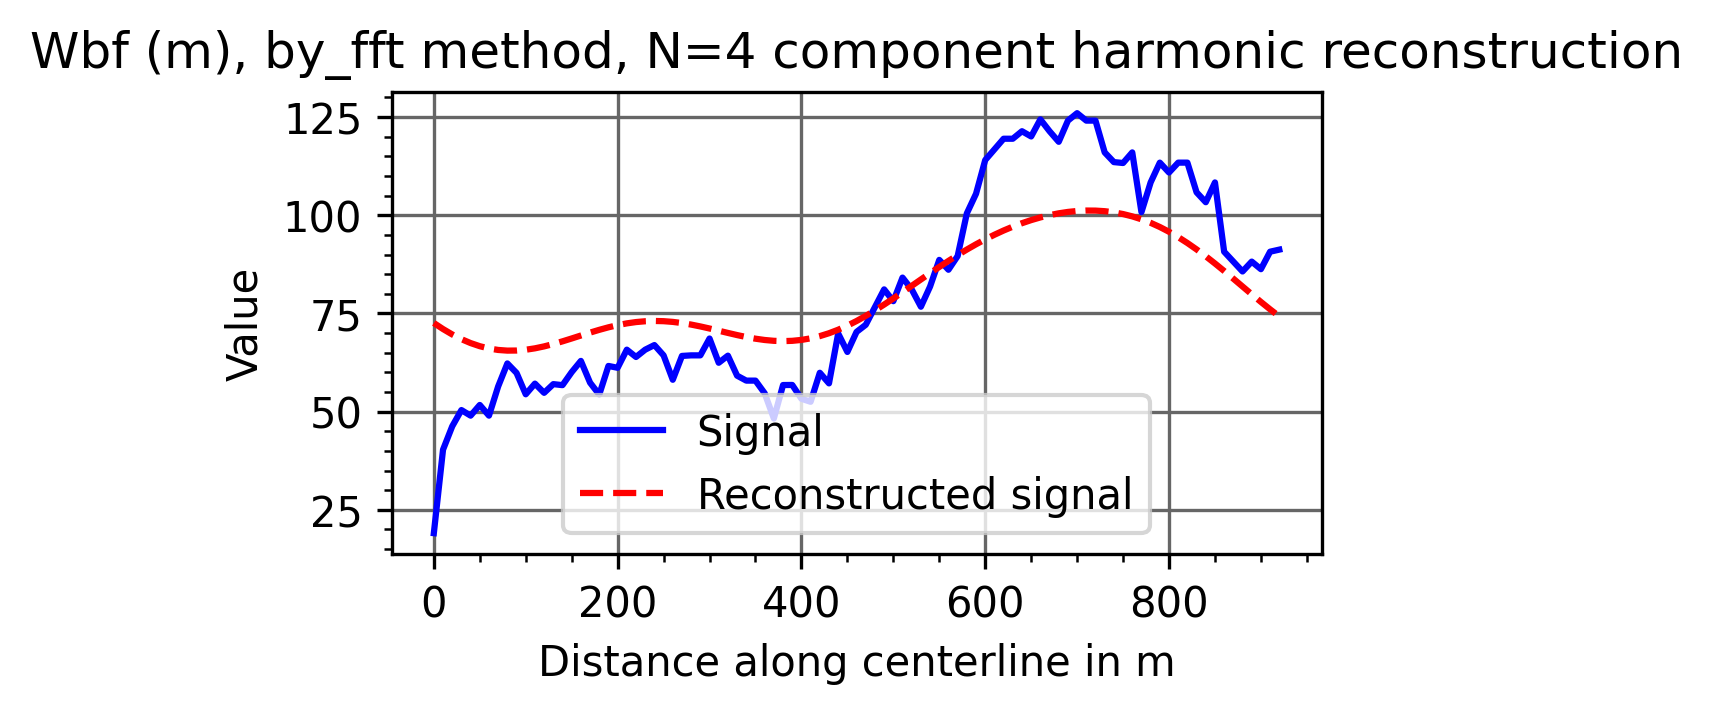 Wbf (m), by_fft method, N=4 component harmonic reconstruction
125
100
75
50
25
Value
Signal
Reconstructed signal
0 200 400 600 800
Distance along centerline in m